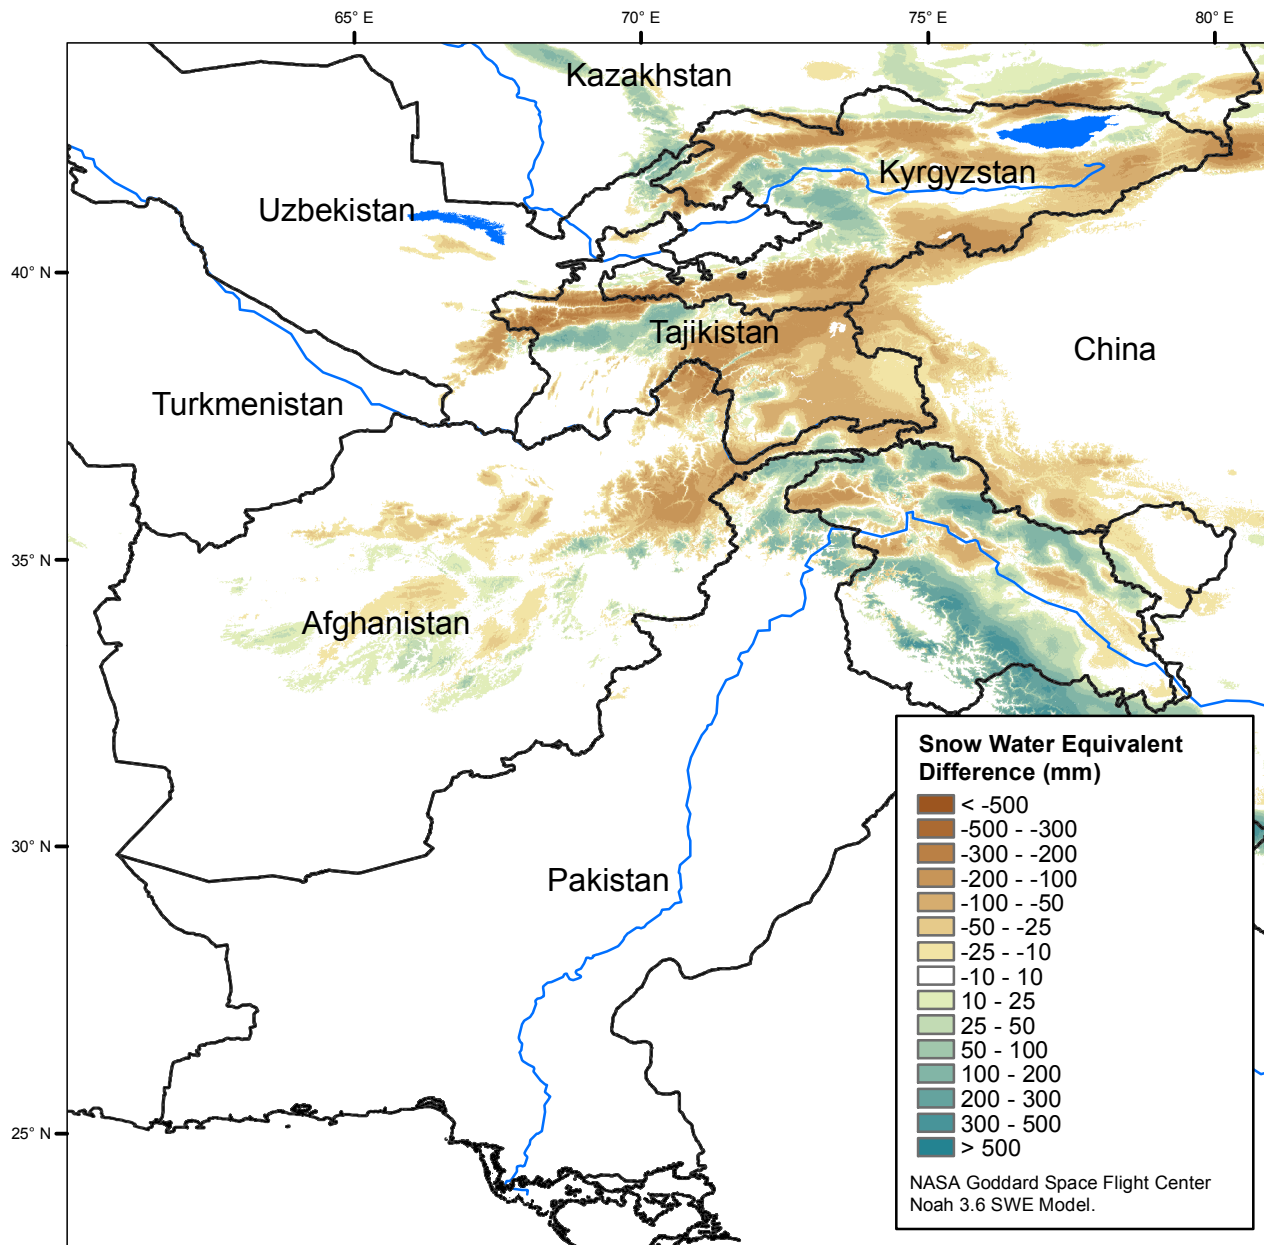 65° E
70° E
75° E
80° E
Kazakhstan
Kyrgyzstan
Uzbekistan
40° N
Tajikistan
China
Turkmenistan
35° N
Afghanistan
Snow Water Equivalent
Difference (mm)
< -500
-500 - -300
-300 - -200
-200 - -100
-100 - -50
-50 - -25
-25 - -10
-10 - 10
10 - 25
25 - 50
50 - 100
100 - 200
200 - 300
300 - 500
> 500
NASA Goddard Space Flight Center
Noah 3.6 SWE Model.
30° N
Pakistan
25° N